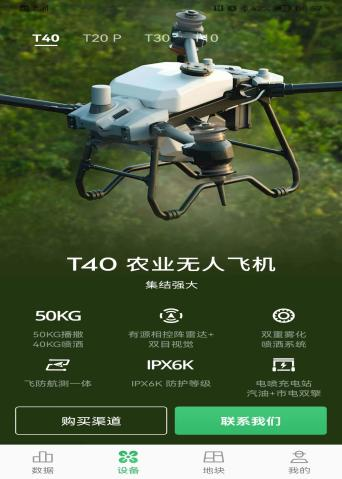 T40 T20 P T30 T10
T40 农业无人飞机
集结强大
50KG
50KG播撒
40KG喷洒
有源相控阵雷达+
双目视觉
双重雾化
喷洒系统
飞防航测一体
IPX6K
IPX6K 防护等级
电喷充电站
汽油+市电双擎
购买渠道
联系我们
数据
设备
地块
我的